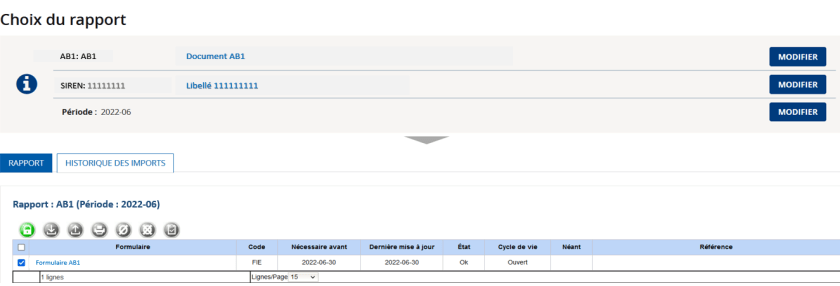 Choix du rapport
AB1: AB1 Document AB1 MODIFIER
SIREN: 11111111 Libellé 111111111 MODIFIER
Période : 2022-06 MODIFIER
RAPPORT HISTORIQUE DES IMPORTS
Rapport : AB1 (Période : 2022-06)
Formulaire Code Nécessaire avant Dernière mise à jour État Cycle de vie Néant Référence
Formulaire AB1 FIE 2022-06-30 2022-06-30 Ok Ouvert
1 lignes Lignes/Page 15